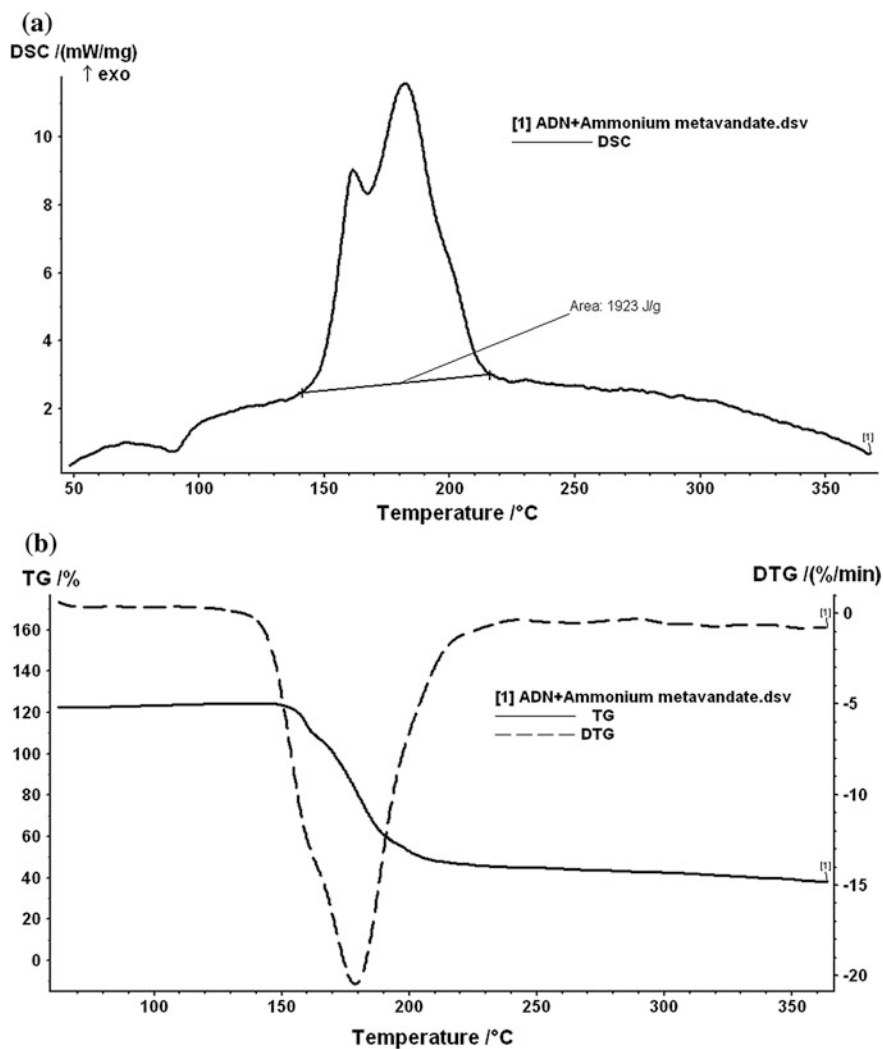 (a)
DSC /(mW/mg)
↑ exo
[1] ADN+Ammonium metavandate.dsv
DSC
10
8
6
4
2
Area: 1923 J/g
[1]
50 100 150 200 250 300 350
Temperature /°C
(b)
TG /% DTG /(%/min)
160
140
120
100
80
60
40
20
0
[1] ADN+Ammonium metavandate.dsv
TG
DTG
[1]
[1]
0
-5
-10
-15
-20
100 150 200 250 300 350
Temperature /°C